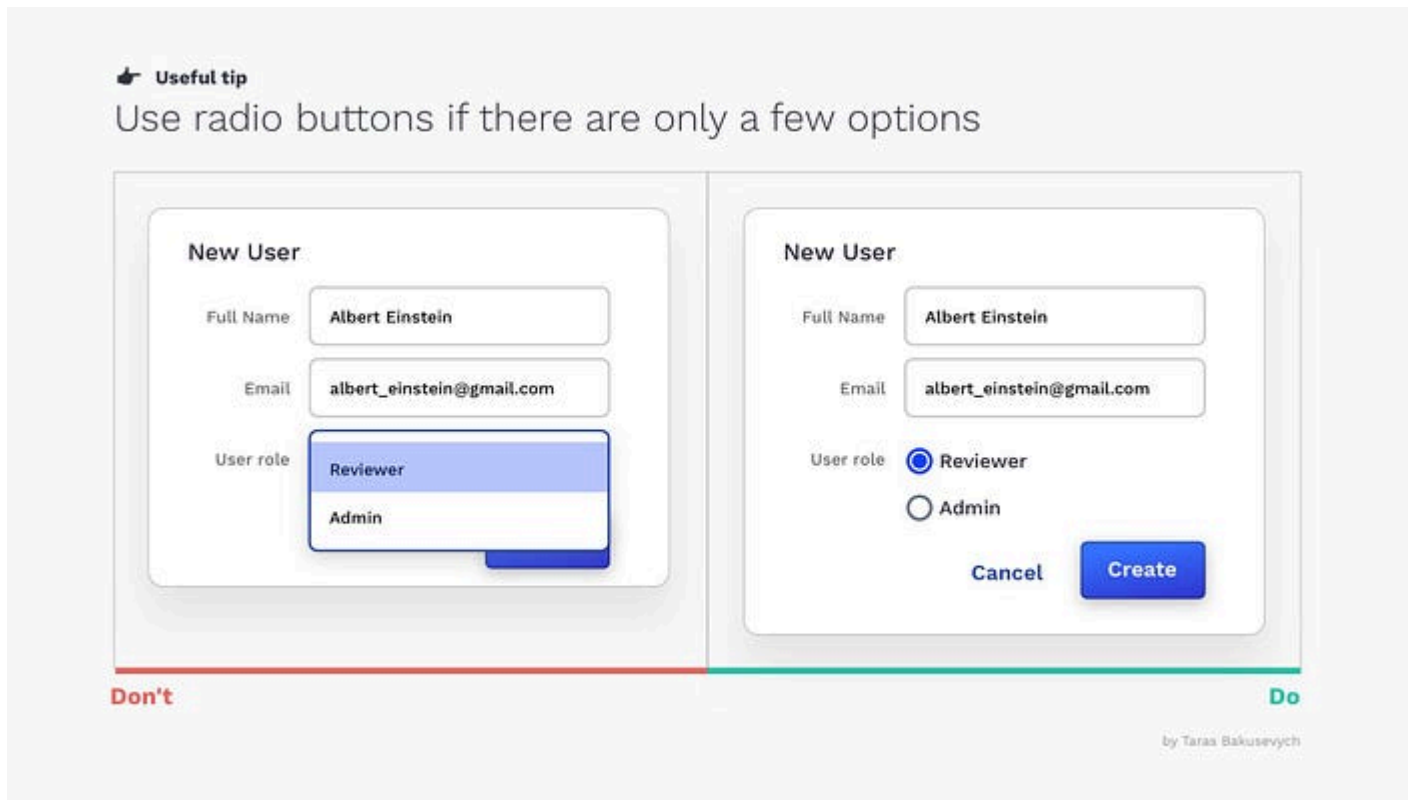 Useful tip
Use radio buttons if there are only a few options
New User
Full Name Albert Einstein
Email albert_einstein@gmail.com
User role Reviewer
Admin
New User
Full Name Albert Einstein
Email albert_einstein@gmail.com
User role Reviewer
Admin
Cancel Create
Don't
Do
by Taras Bakusevych